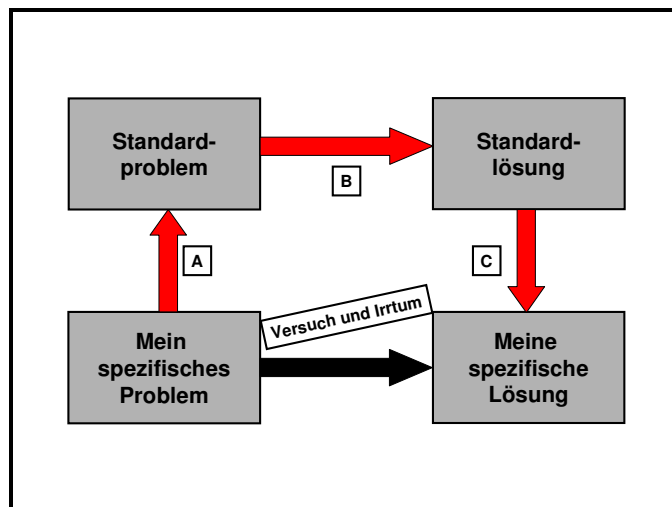 Standard-
problem
B
Standard-
lösung
A
C
Versuch und Irrtum
Mein
spezifisches
Problem
Meine
spezifische
Lösung